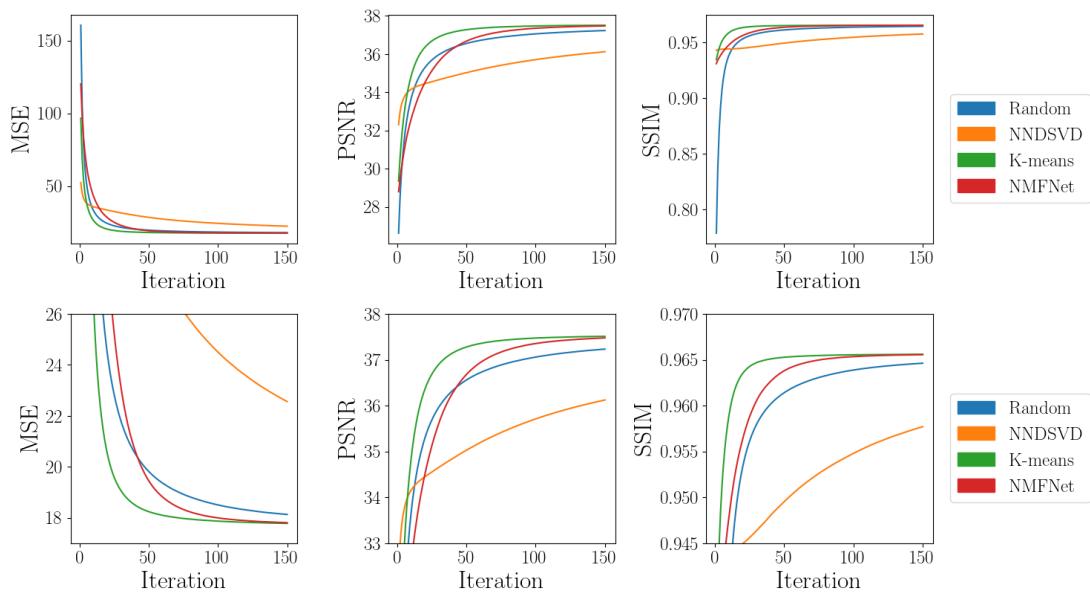 MSE
150
100
50
0
50
100
150
Iteration
PSNR
38
36
34
32
30
28
0
50
100
150
Iteration
SSIM
0.95
0.90
0.85
0.80
0
50
100
150
Iteration
Random
NNDSVD
K-means
NMFNet
MSE
26
24
22
20
18
0
50
100
150
Iteration
PSNR
38
37
36
35
34
33
0
50
100
150
Iteration
SSIM
0.970
0.965
0.960
0.955
0.950
0.945
0
50
100
150
Iteration
Random
NNDSVD
K-means
NMFNet